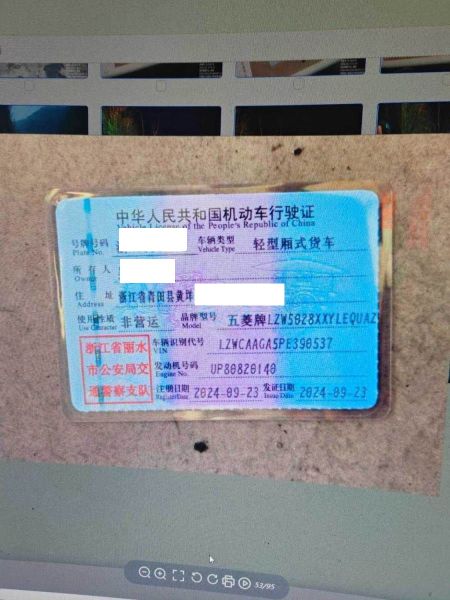 中华人民共和国机动车行驶证
Vehicle License of the People's Republic of China
号牌号码 车辆类型 轻型厢式货车
Plate No. Vehicle Type
所有人
Owner
住址 浙江省青田县黄垟
Address
使用性质 非营运 品牌型号 五菱牌LZW5028XXYLEQUAZ
Use Character Model
浙江省丽水
市公安局交
通警察支队
车辆识别代号 LZWCAAGA5PE390537
VIN
发动机号码 UP80820140
Engine No.
注册日期 2024-09-23 发证日期 2024-09-23
Register Date Issue Date
53/95